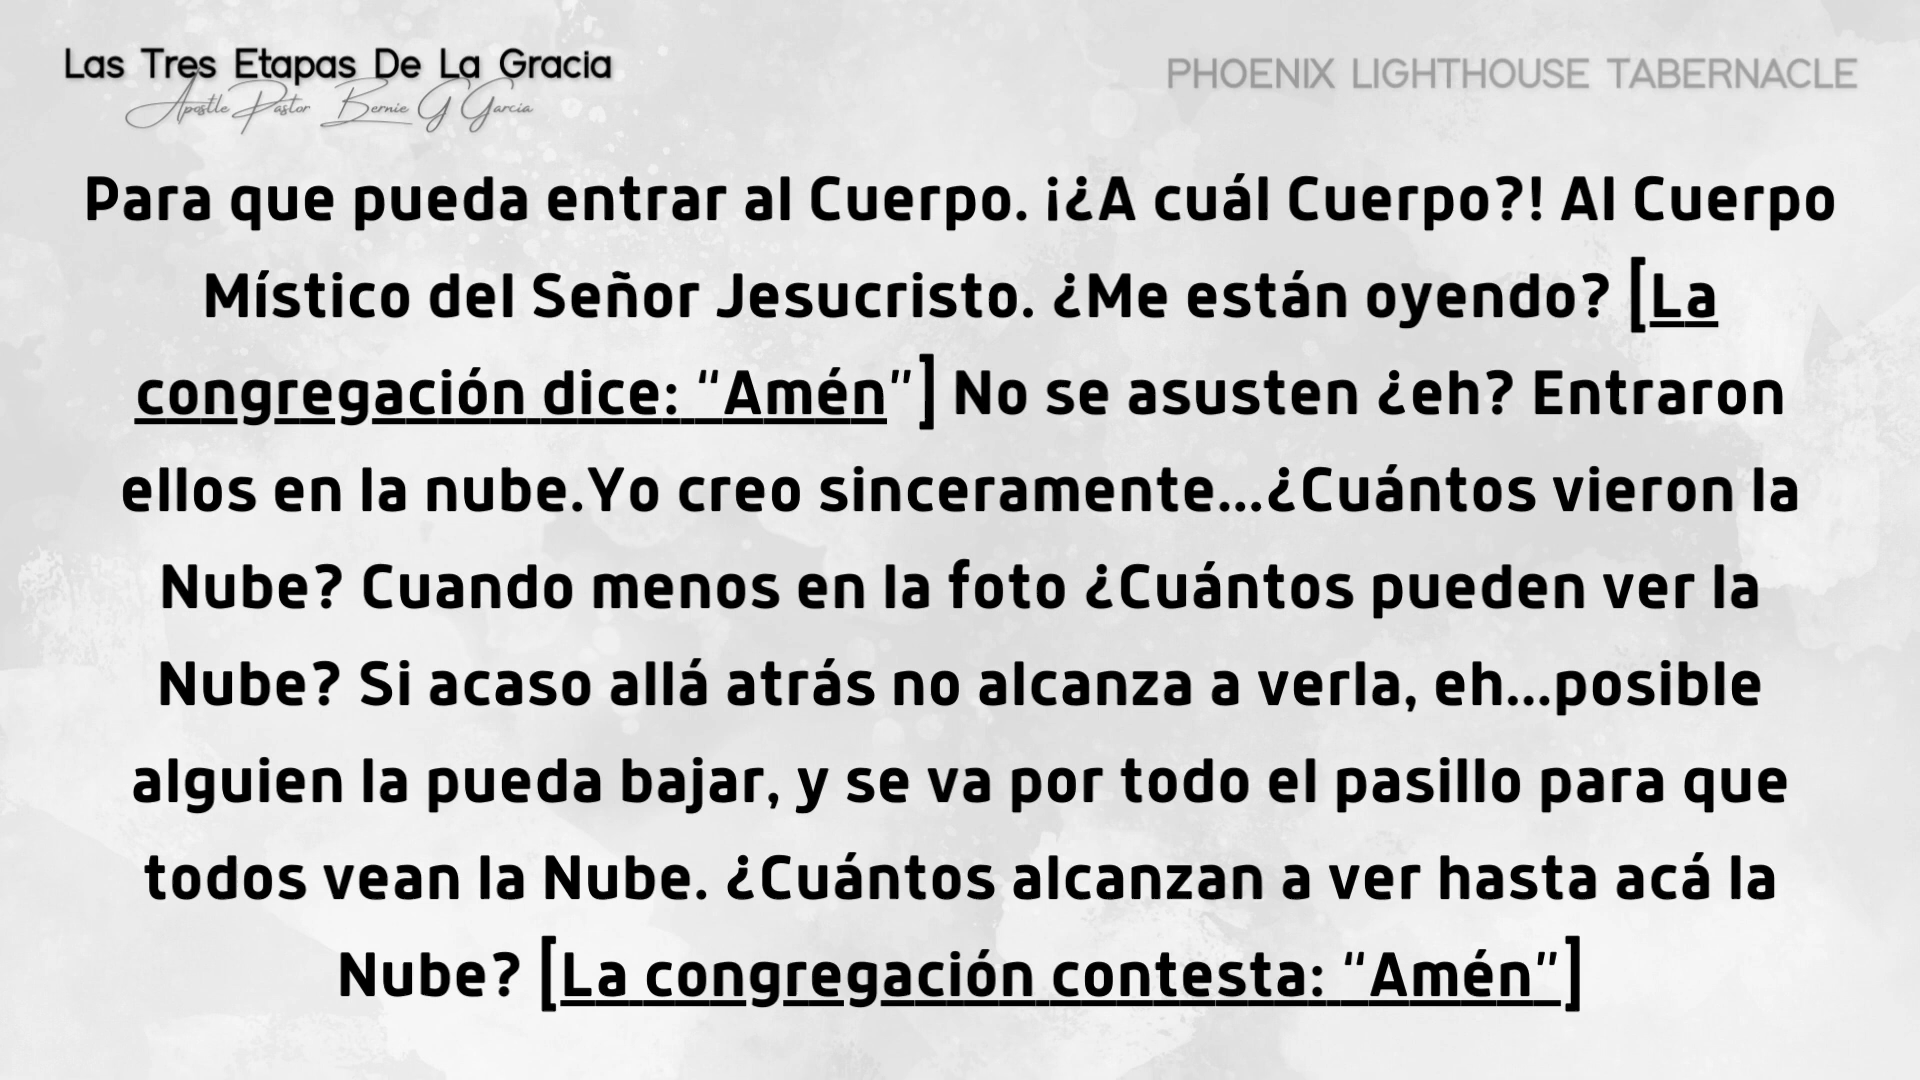 Las Tres Etapas De La Gracia
Apostle Pastor Bernie G Garcia
PHOENIX LIGHTHOUSE TABERNACLE
Para que pueda entrar al Cuerpo. ¡¿A cuál Cuerpo?! Al Cuerpo
Místico del Señor Jesucristo. ¿Me están oyendo? [La
congregación dice: “Amén”] No se asusten ¿eh? Entraron
ellos en la nube.Yo creo sinceramente...¿Cuántos vieron la
Nube? Cuando menos en la foto ¿Cuántos pueden ver la
Nube? Si acaso allá atrás no alcanza a verla, eh...posible
alguien la pueda bajar, y se va por todo el pasillo para que
todos vean la Nube. ¿Cuántos alcanzan a ver hasta acá la
Nube? [La congregación contesta: “Amén”]